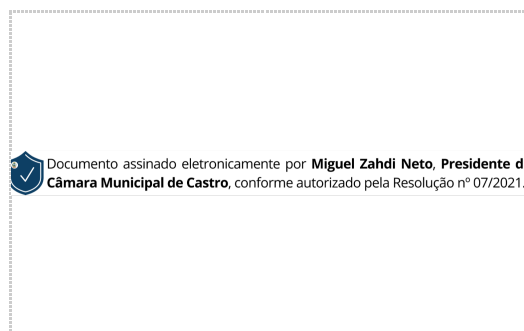 Documento assinado eletronicamente por Miguel Zahdi Neto, Presidente d
Câmara Municipal de Castro, conforme autorizado pela Resolução nº 07/2021.